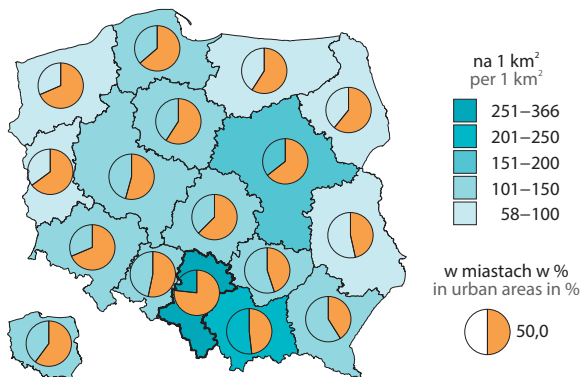 na 1 km²
per 1 km²
251–366
201–250
151–200
101–150
58–100
w miastach w %
in urban areas in %
50,0